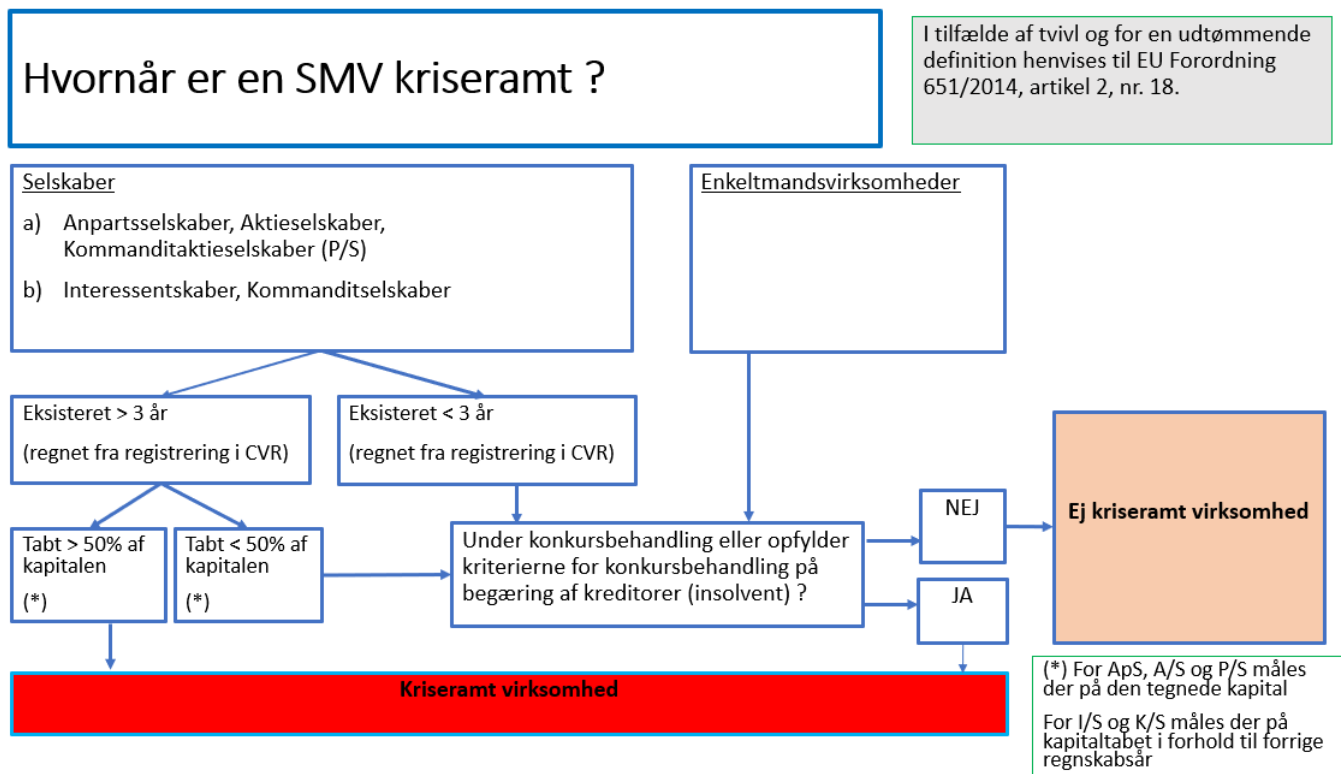 Hvornår er en SMV kriseramt ?
I tilfælde af tvivl og for en udtømmende
definition henvises til EU Forordning
651/2014, artikel 2, nr. 18.
Selskaber
a) Anpartsselskaber, Aktieselskaber,
Kommanditaktieselskaber (P/S)
b) Interessentskaber, Kommanditselskaber
Enkeltmandsvirksomheder
Eksisteret > 3 år
(regnet fra registrering i CVR)
Eksisteret < 3 år
(regnet fra registrering i CVR)
Tabt > 50% af
kapitalen
(*)
Tabt < 50% af
kapitalen
(*)
Under konkursbehandling eller opfylder
kriterierne for konkursbehandling på
begæring af kreditorer (insolvent) ?
NEJ
JA
Ej kriseramt virksomhed
Kriseramt virksomhed
(*) For ApS, A/S og P/S måles
der på den tegnede kapital
For I/S og K/S måles der på
kapitaltabet i forhold til forrige
regnskabsår